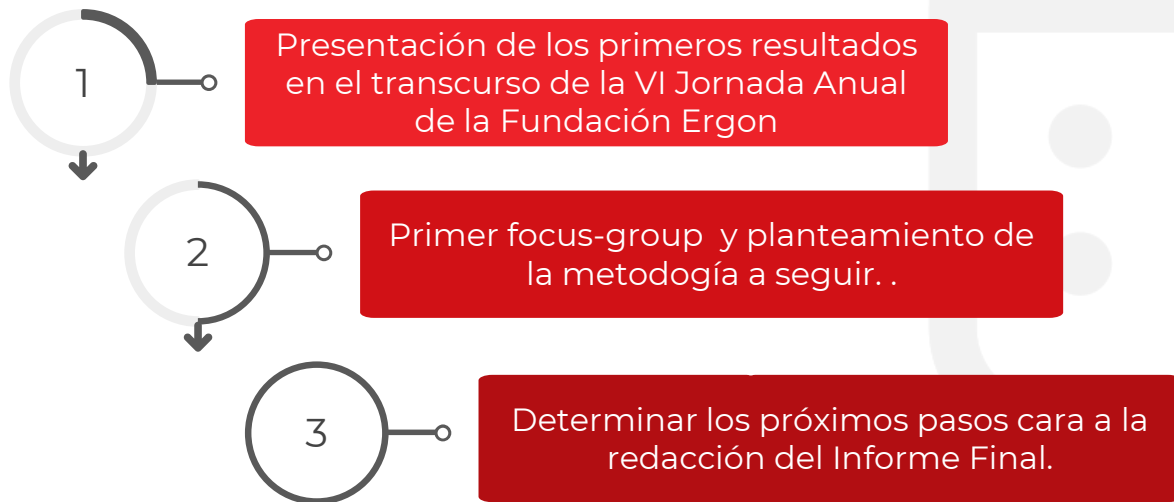 1
Presentación de los primeros resultados
en el transcurso de la VI Jornada Anual
de la Fundación Ergon
2
Primer focus-group  y planteamiento de
la metodogía a seguir. .
3
Determinar los próximos pasos cara a la
redacción del Informe Final.